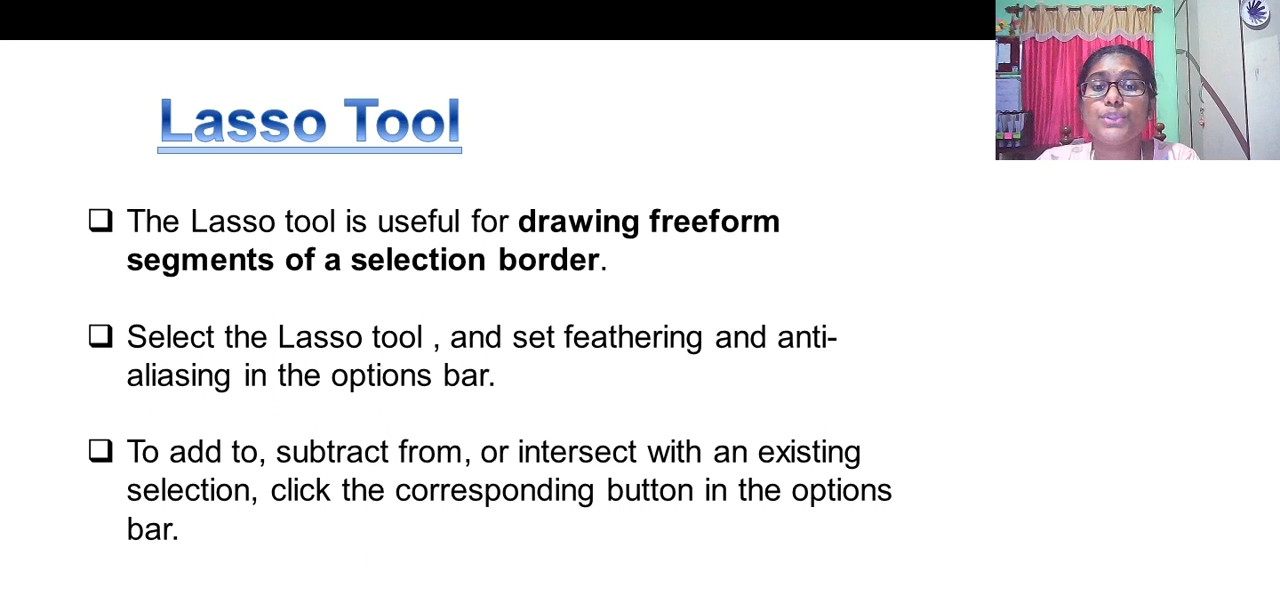 Lasso Tool
The Lasso tool is useful for drawing freeform
segments of a selection border.
Select the Lasso tool , and set feathering and anti-
aliasing in the options bar.
To add to, subtract from, or intersect with an existing
selection, click the corresponding button in the options
bar.